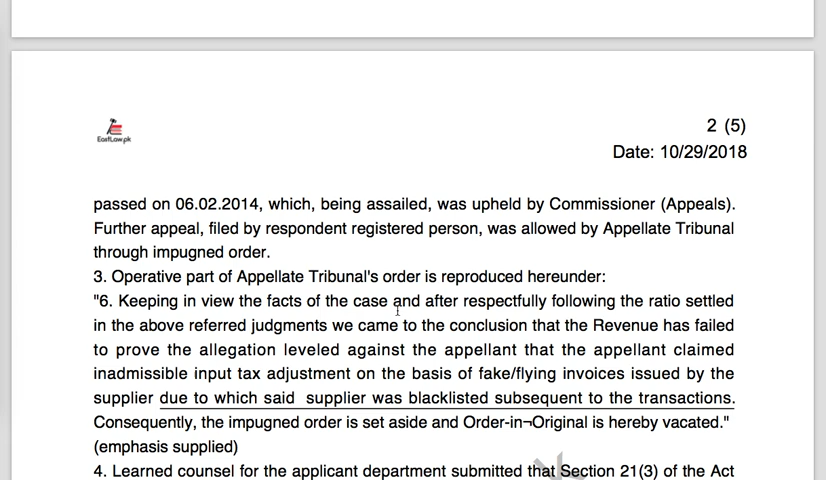 EastLaw.pk
2 (5)
Date: 10/29/2018
passed on 06.02.2014, which, being assailed, was upheld by Commissioner (Appeals).
Further appeal, filed by respondent registered person, was allowed by Appellate Tribunal
through impugned order.
3. Operative part of Appellate Tribunal's order is reproduced hereunder:
"6. Keeping in view the facts of the case and after respectfully following the ratio settled
in the above referred judgments we came to the conclusion that the Revenue has failed
to prove the allegation leveled against the appellant that the appellant claimed
inadmissible input tax adjustment on the basis of fake/flying invoices issued by the
supplier due to which said supplier was blacklisted subsequent to the transactions.
Consequently, the impugned order is set aside and Order-in¬Original is hereby vacated."
(emphasis supplied)
4. Learned counsel for the applicant department submitted that Section 21(3) of the Act